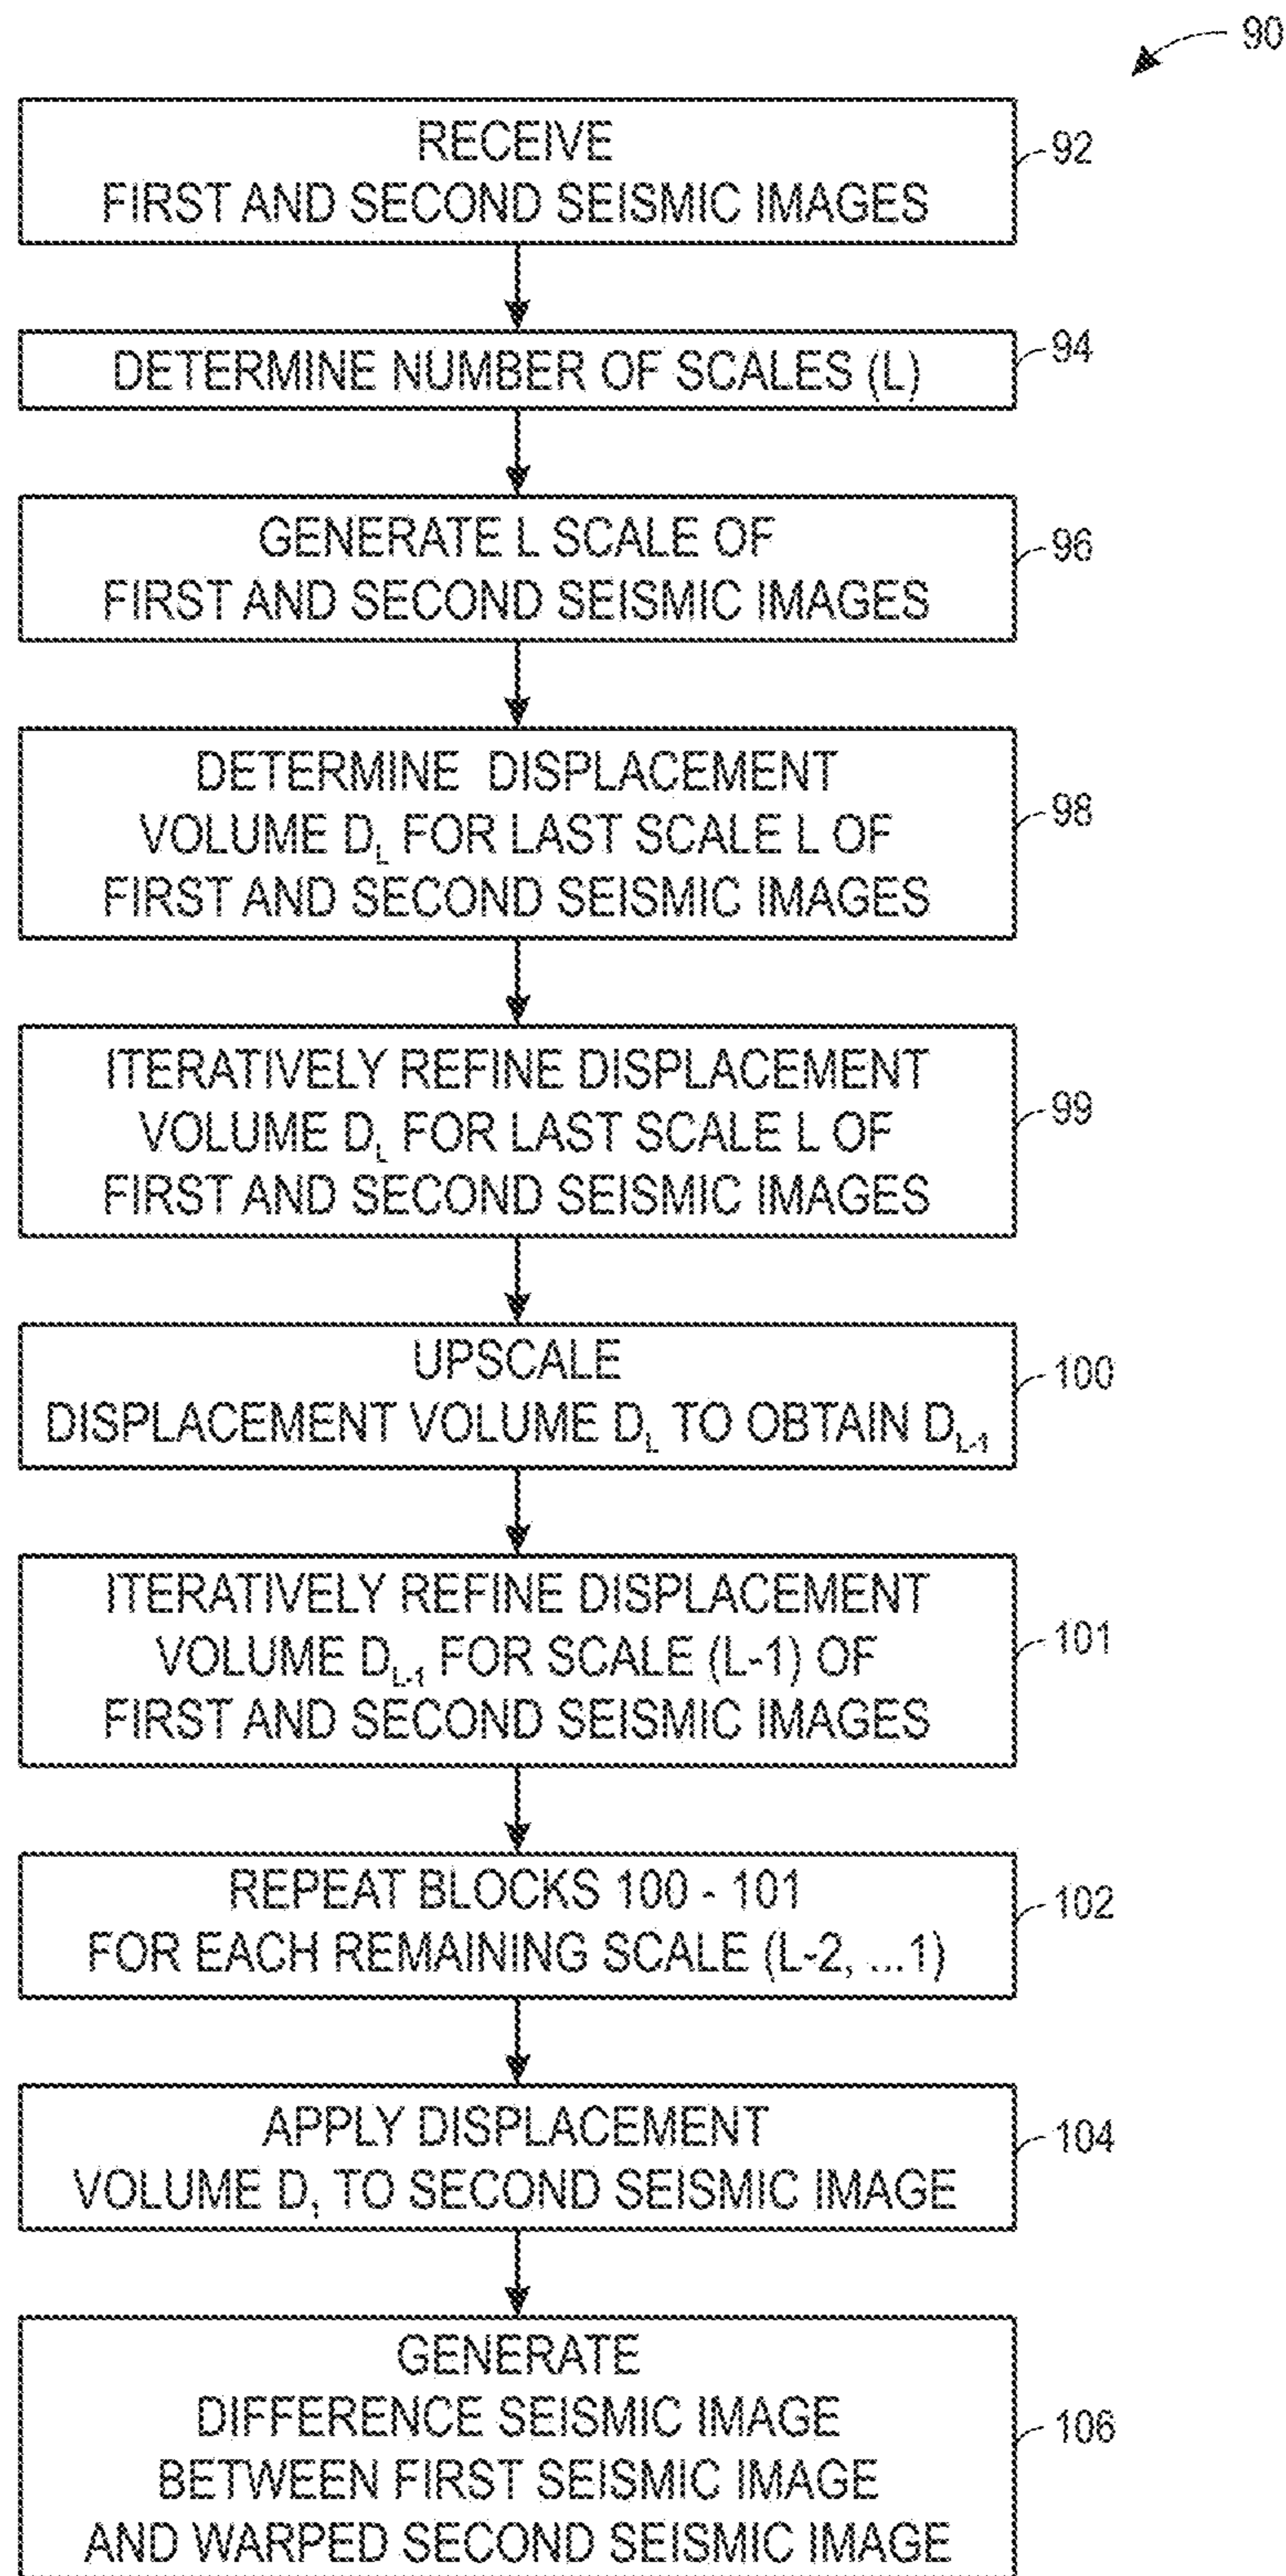 90
RECEIVE
FIRST AND SECOND SEISMIC IMAGES
92
DETERMINE NUMBER OF SCALES (L)
94
GENERATE L SCALE OF
FIRST AND SECOND SEISMIC IMAGES
96
DETERMINE DISPLACEMENT
VOLUME D_L FOR LAST SCALE L OF
FIRST AND SECOND SEISMIC IMAGES
98
ITERATIVELY REFINE DISPLACEMENT
VOLUME D_L FOR LAST SCALE L OF
FIRST AND SECOND SEISMIC IMAGES
99
UPSCALE
DISPLACEMENT VOLUME D_L TO OBTAIN D_L-1
100
ITERATIVELY REFINE DISPLACEMENT
VOLUME D_L-1 FOR SCALE (L-1) OF
FIRST AND SECOND SEISMIC IMAGES
101
REPEAT BLOCKS 100 - 101
FOR EACH REMAINING SCALE (L-2, ...1)
102
APPLY DISPLACEMENT
VOLUME D_1 TO SECOND SEISMIC IMAGE
104
GENERATE
DIFFERENCE SEISMIC IMAGE
BETWEEN FIRST SEISMIC IMAGE
AND WARPED SECOND SEISMIC IMAGE
106